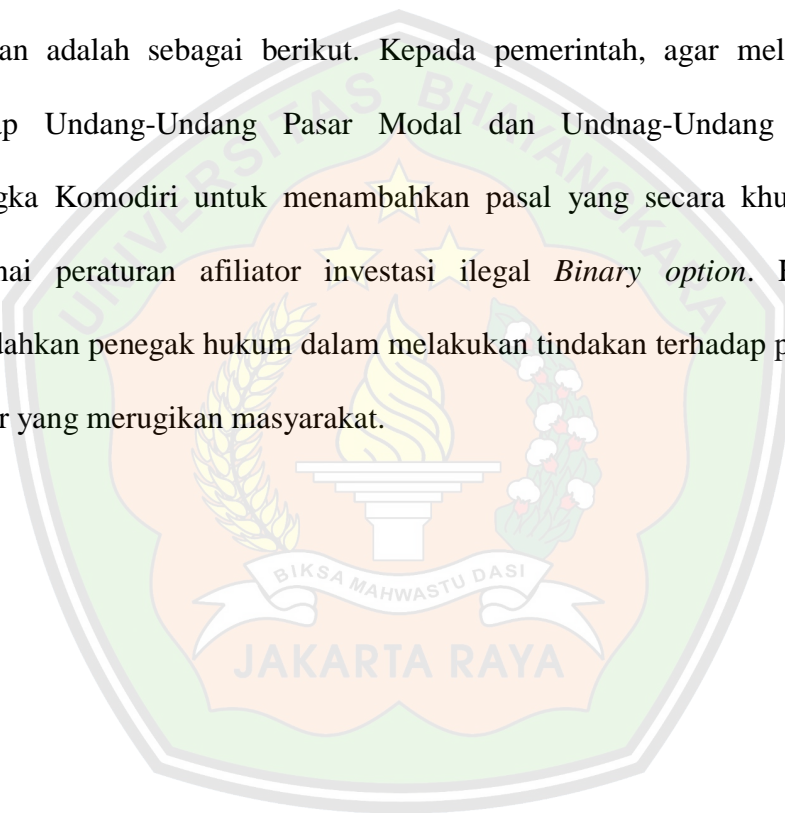 an adalah sebagai berikut. Kepada pemerintah, agar mel
ap Undang-Undang Pasar Modal dan Undnag-Undang
gka Komodiri untuk menambahkan pasal yang secara khu
nai peraturan afiliator investasi ilegal Binary option.
dahkan penegak hukum dalam melakukan tindakan terhadap p
r yang merugikan masyarakat.
UNIVERSITAS BHAYANGKARA
BIKSA MAHWASTU DASI
JAKARTA RAYA